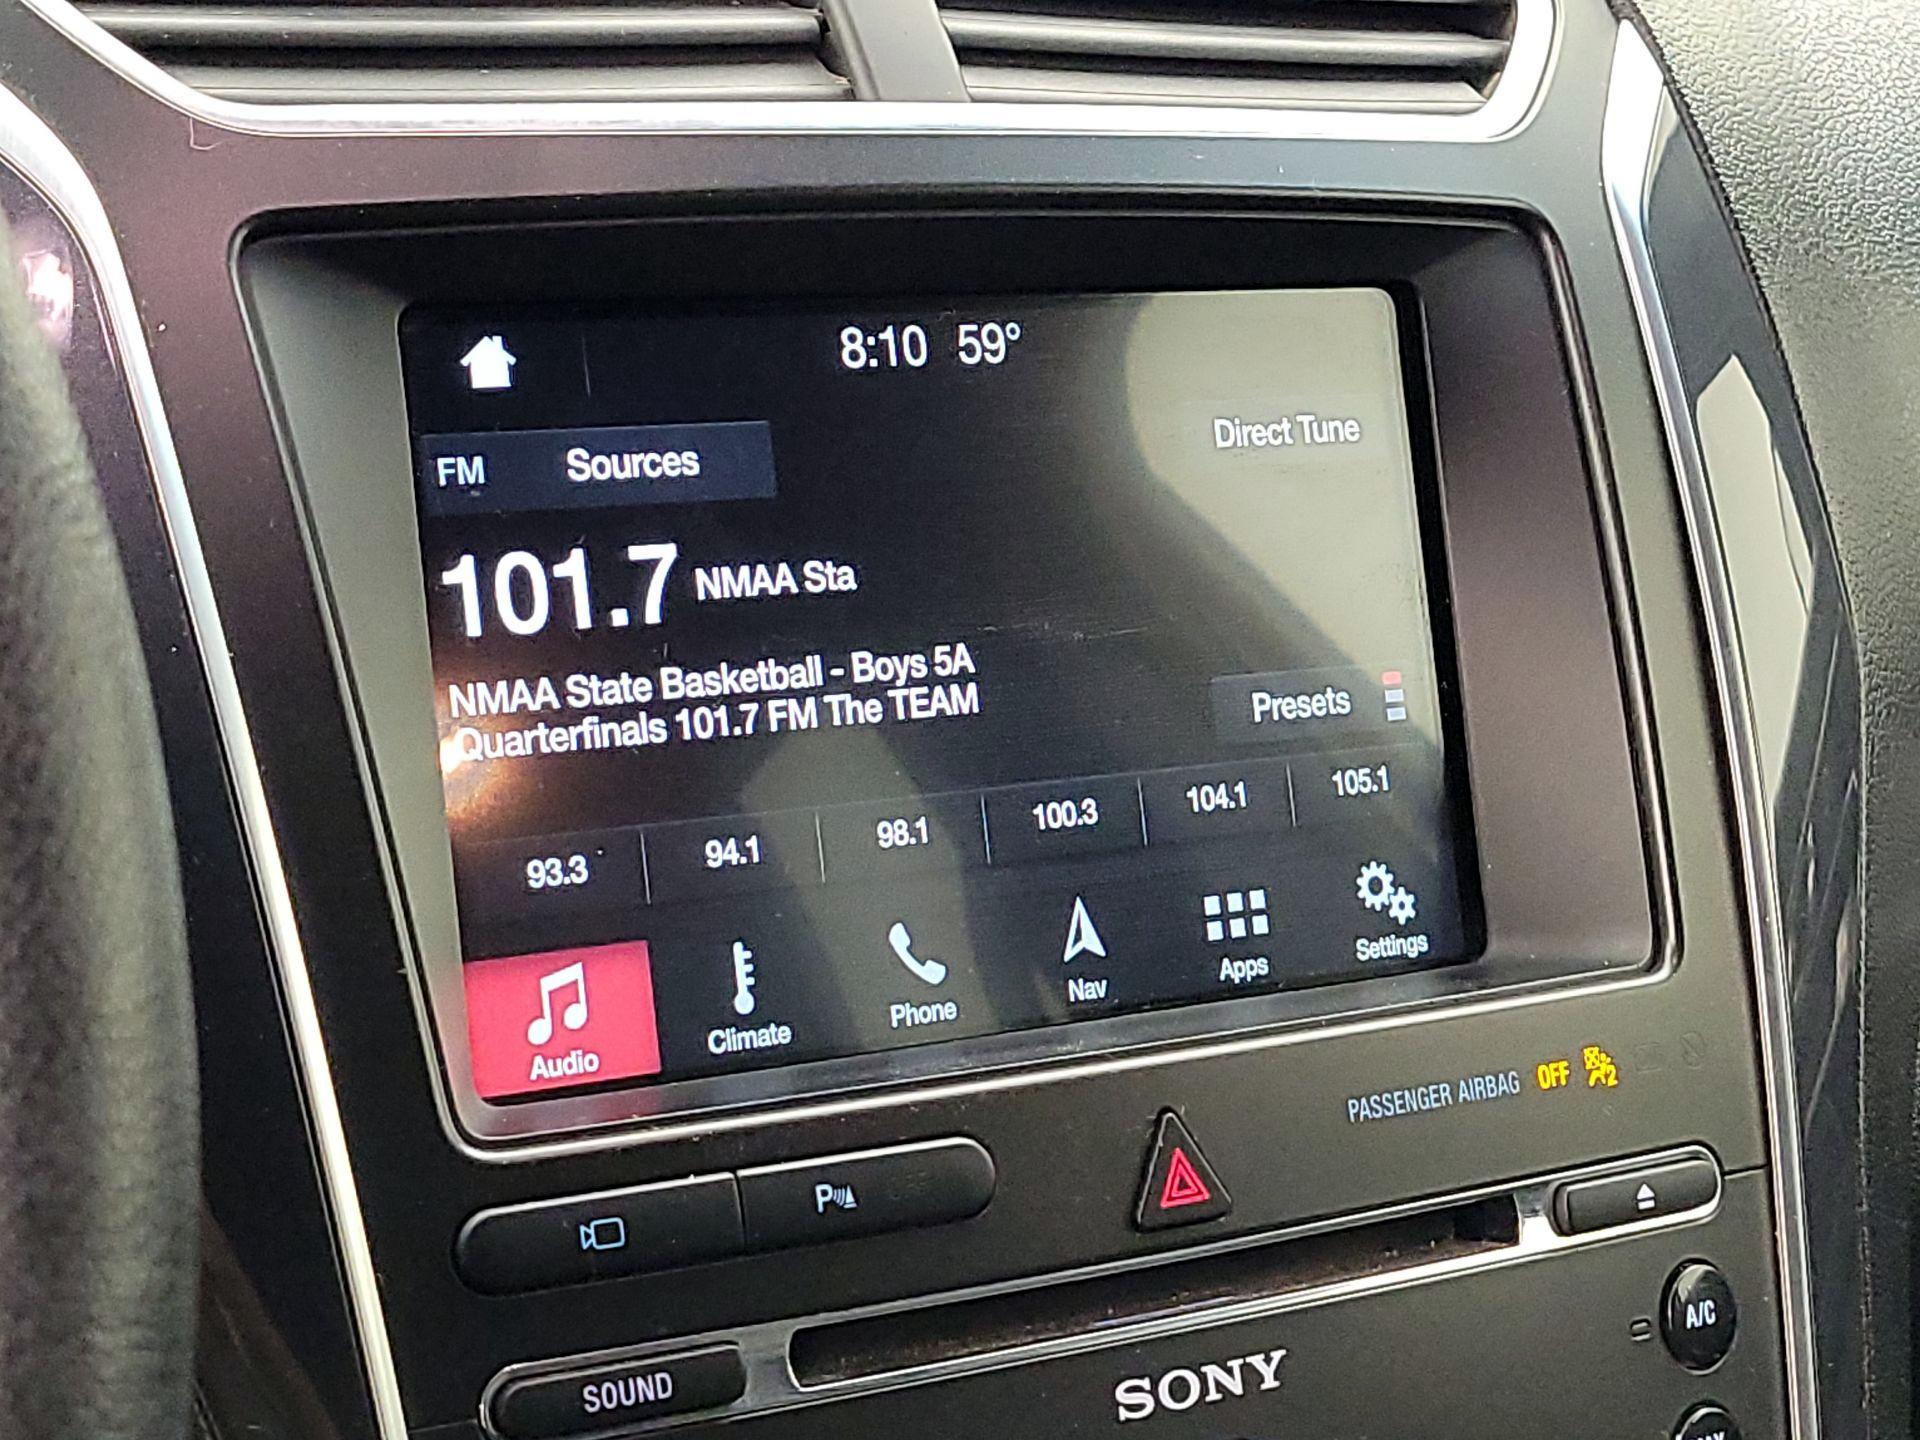 8:10 59°
Direct Tune
FM Sources
101.7 NMAA Sta
NMAA State Basketball - Boys 5A
Quarterfinals 101.7 FM The TEAM
Presets
93.3 94.1 98.1 100.3 104.1 105.1
Audio Climate Phone Nav Apps Settings
PASSENGER AIRBAG OFF 2
P
A/C
SOUND
SONY